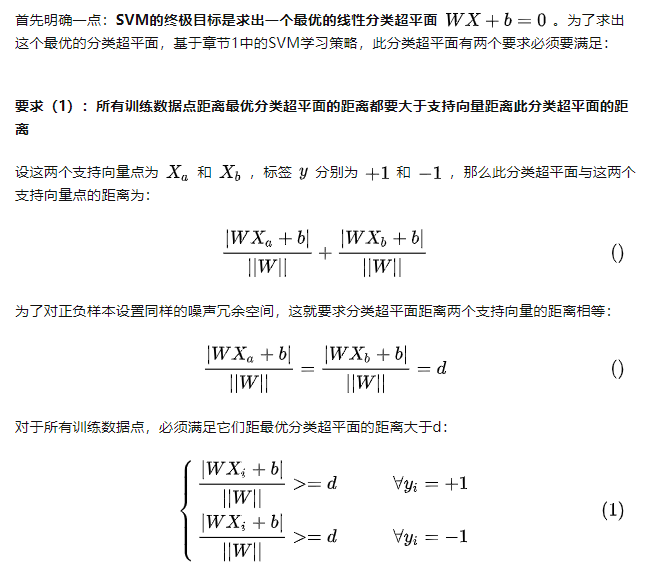 首先明确一点：SVM的终极目标是求出一个最优的线性分类超平面 $WX + b = 0$ 。为了求出
这个最优的分类超平面，基于章节1中的SVM学习策略，此分类超平面有两个要求必须要满足：
要求（1）：所有训练数据点距离最优分类超平面的距离都要大于支持向量距离此分类超平面的距
离
设这两个支持向量点为 $X_a$ 和 $X_b$ ，标签 $y$ 分别为 $+1$ 和 $-1$ ，那么此分类超平面与这两个
支持向量点的距离为：
$\frac{|WX_a + b|}{||W||} + \frac{|WX_b + b|}{||W||}$ ()
为了对正负样本设置同样的噪声冗余空间，这就要求分类超平面距离两个支持向量的距离相等：
$\frac{|WX_a + b|}{||W||} = \frac{|WX_b + b|}{||W||} = d$ ()
对于所有训练数据点，必须满足它们距最优分类超平面的距离大于d：
$\begin{cases} \frac{|WX_i + b|}{||W||} >= d & \forall y_i = +1 \\ \frac{|WX_i + b|}{||W||} >= d & \forall y_i = -1 \end{cases}$ (1)